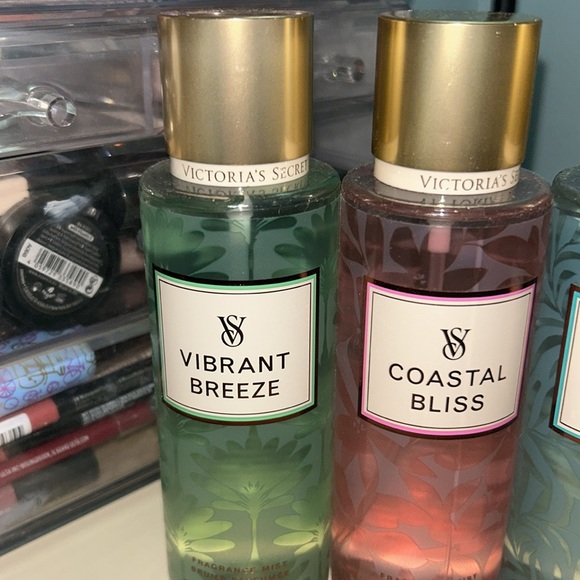 VICTORIA'S SECRET
VS
VIBRANT
BREEZE
FRAGRANCE MIST
VICTORIA'S S
VS
COASTAL
BLISS